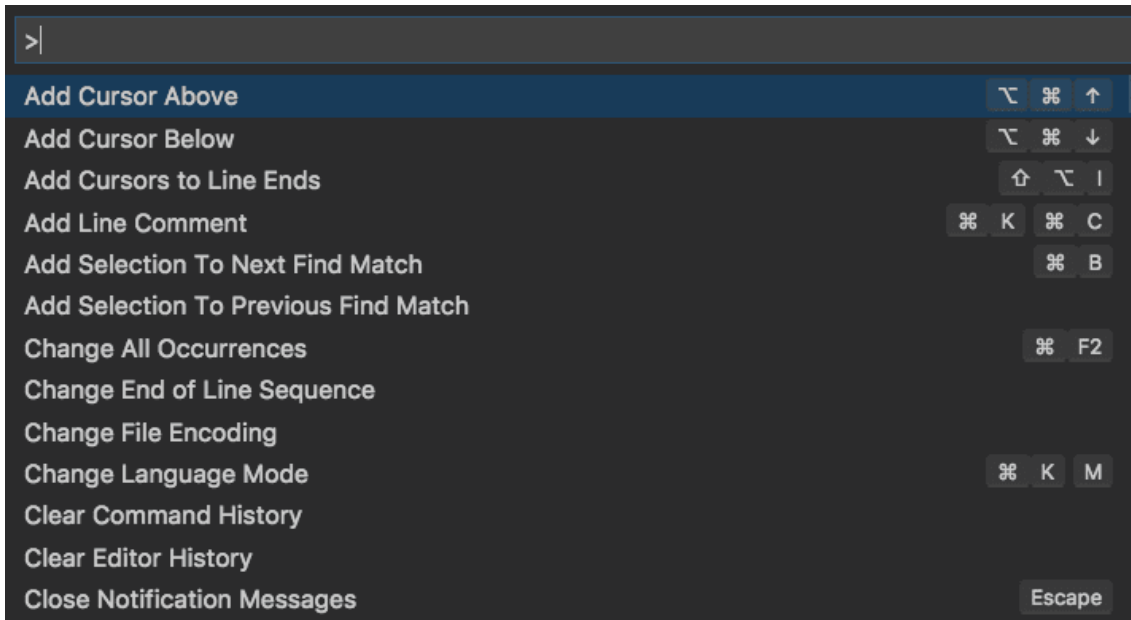 >
Add Cursor Above ⌥ ⌘ ↑
Add Cursor Below ⌥ ⌘ ↓
Add Cursors to Line Ends ⇧ ⌥ I
Add Line Comment ⌘ K ⌘ C
Add Selection To Next Find Match ⌘ B
Add Selection To Previous Find Match
Change All Occurrences ⌘ F2
Change End of Line Sequence
Change File Encoding
Change Language Mode ⌘ K M
Clear Command History
Clear Editor History
Close Notification Messages Escape